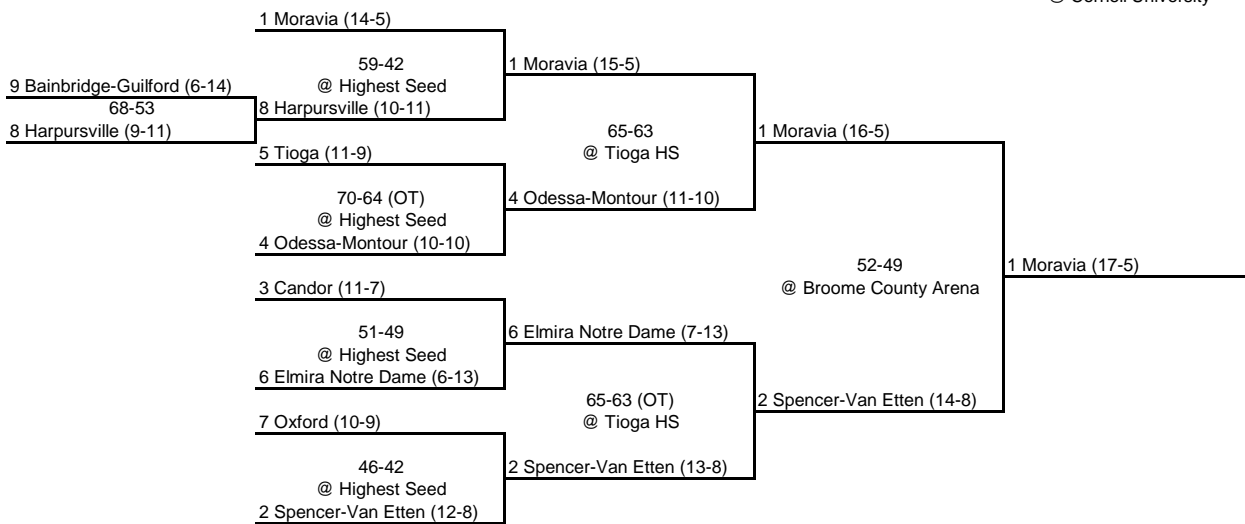 @ Cornell University
1 Moravia (14-5)
59-42
@ Highest Seed
1 Moravia (15-5)
9 Bainbridge-Guilford (6-14)
68-53
8 Harpursville (10-11)
8 Harpursville (9-11)
65-63
@ Tioga HS
1 Moravia (16-5)
5 Tioga (11-9)
70-64 (OT)
@ Highest Seed
4 Odessa-Montour (11-10)
4 Odessa-Montour (10-10)
52-49
@ Broome County Arena
1 Moravia (17-5)
3 Candor (11-7)
51-49
@ Highest Seed
6 Elmira Notre Dame (7-13)
6 Elmira Notre Dame (6-13)
65-63 (OT)
@ Tioga HS
2 Spencer-Van Etten (14-8)
7 Oxford (10-9)
46-42
@ Highest Seed
2 Spencer-Van Etten (13-8)
2 Spencer-Van Etten (12-8)